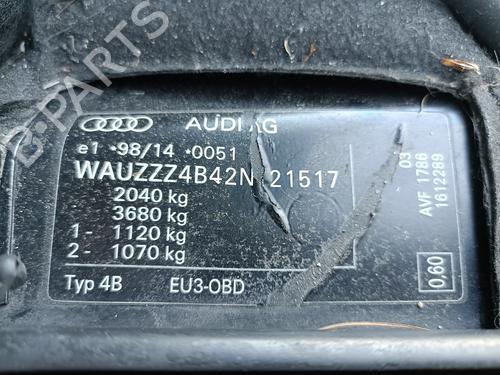 AUDI AG
e1 *98/14 *0051
WAUZZZ4B42N 21517
2040 kg
3680 kg
1- 1120 kg
2- 1070 kg
Typ 4B EU3-OBD
03
AVF 1786
1612289
0,60
B-PARTS